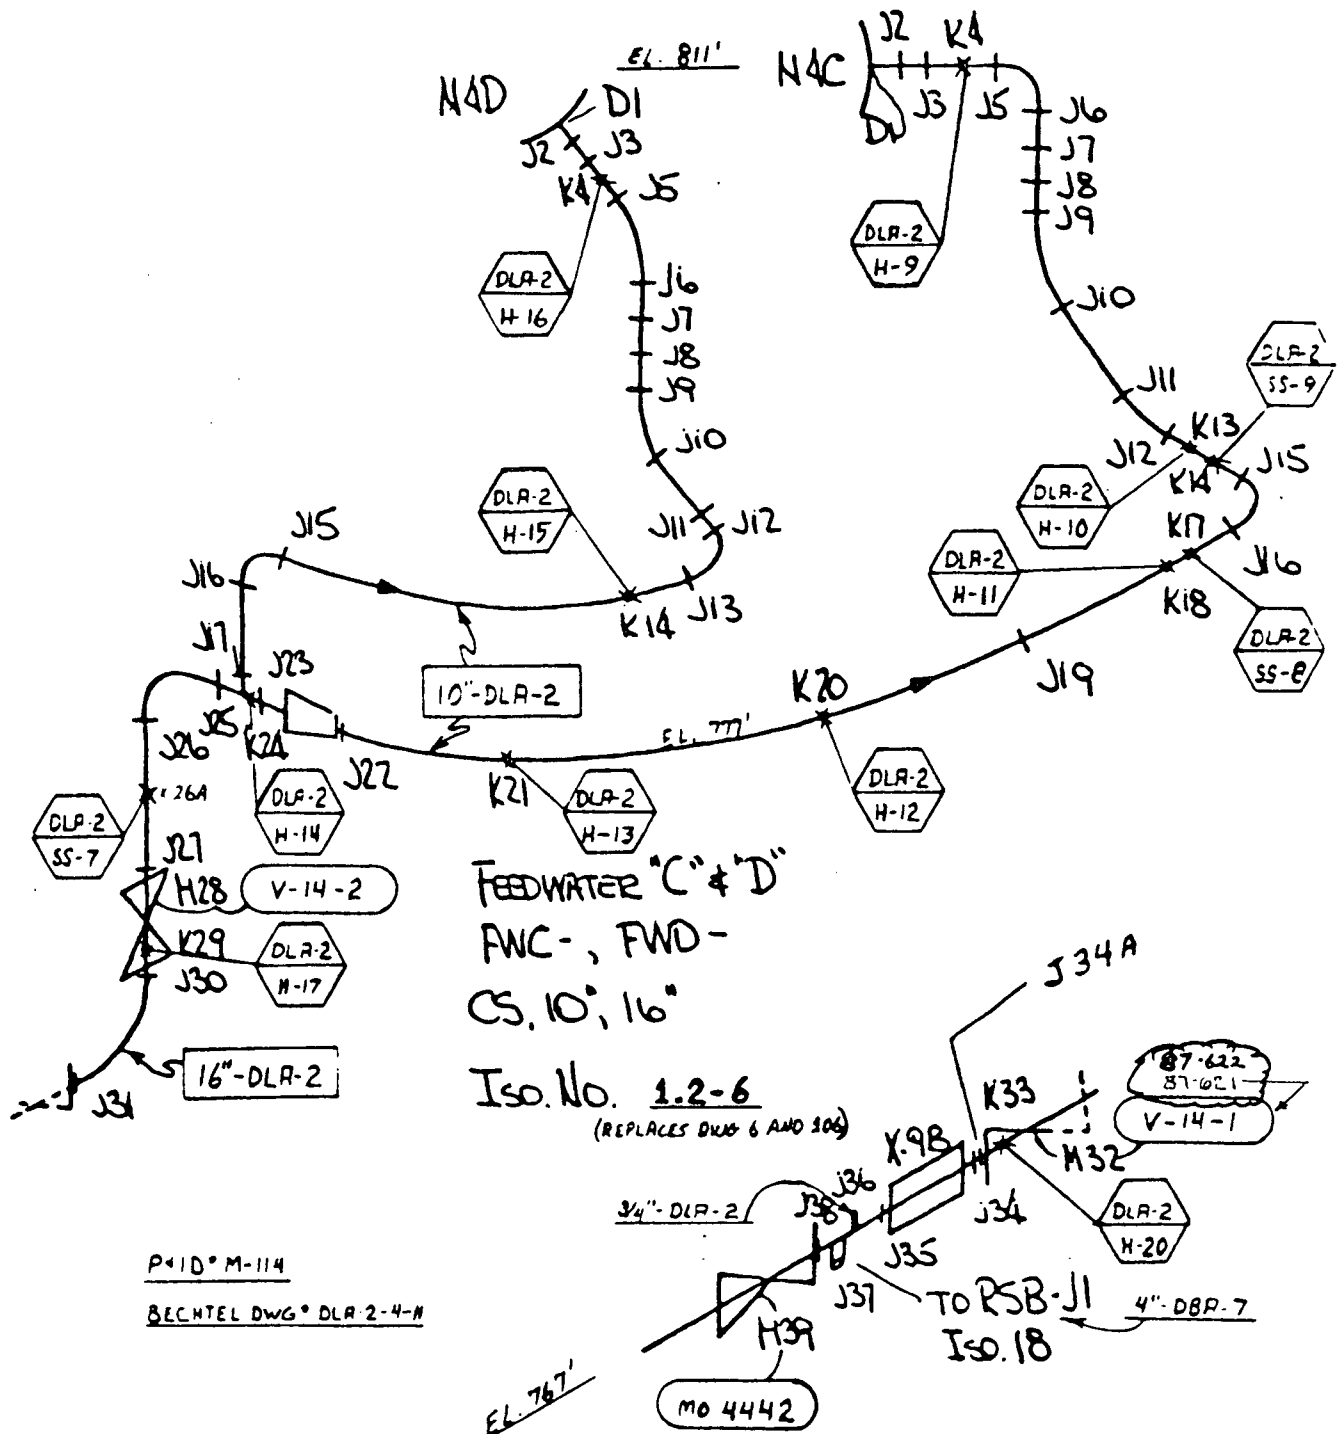 EL. 811'
N4D
D1
J2
J3
K4
J5
DLA-2
H-16
J6
J7
J8
J9
J10
J11
J12
J13
K14
DLA-2
H-15
J15
J16
J17
N4C
D1
J2
J3
K4
J5
J6
J7
J8
J9
DLA-2
H-9
J10
J11
J12
K13
K14
J15
DLA-2
SS-9
DLA-2
H-10
J16
K17
K18
DLA-2
H-11
DLA-2
SS-8
J19
K20
EL. 777'
DLA-2
H-12
K21
DLA-2
H-13
10"-DLA-2
J22
J23
K24
J25
DLA-2
H-14
J26
K26A
DLA-2
SS-7
J27
M28
V-14-2
K29
DLA-2
H-17
J30
J31
16"-DLA-2
FEEDWATER "C" & "D"
FWC-, FWD-
CS, 10", 16"
ISO. NO. 1.2-6
(REPLACES DWG 6 AND 106)
J34A
87-622
87-621
V-14-1
K33
M32
X-9B
J34
DLA-2
H-20
J35
J36
3/4"-DLA-2
J38
J37
TO RSB-J1
ISO. 18
4"-DBA-7
M39
MO 4442
EL. 767'
P&ID* M-114
BECHTEL DWG* DLA-2-4-H